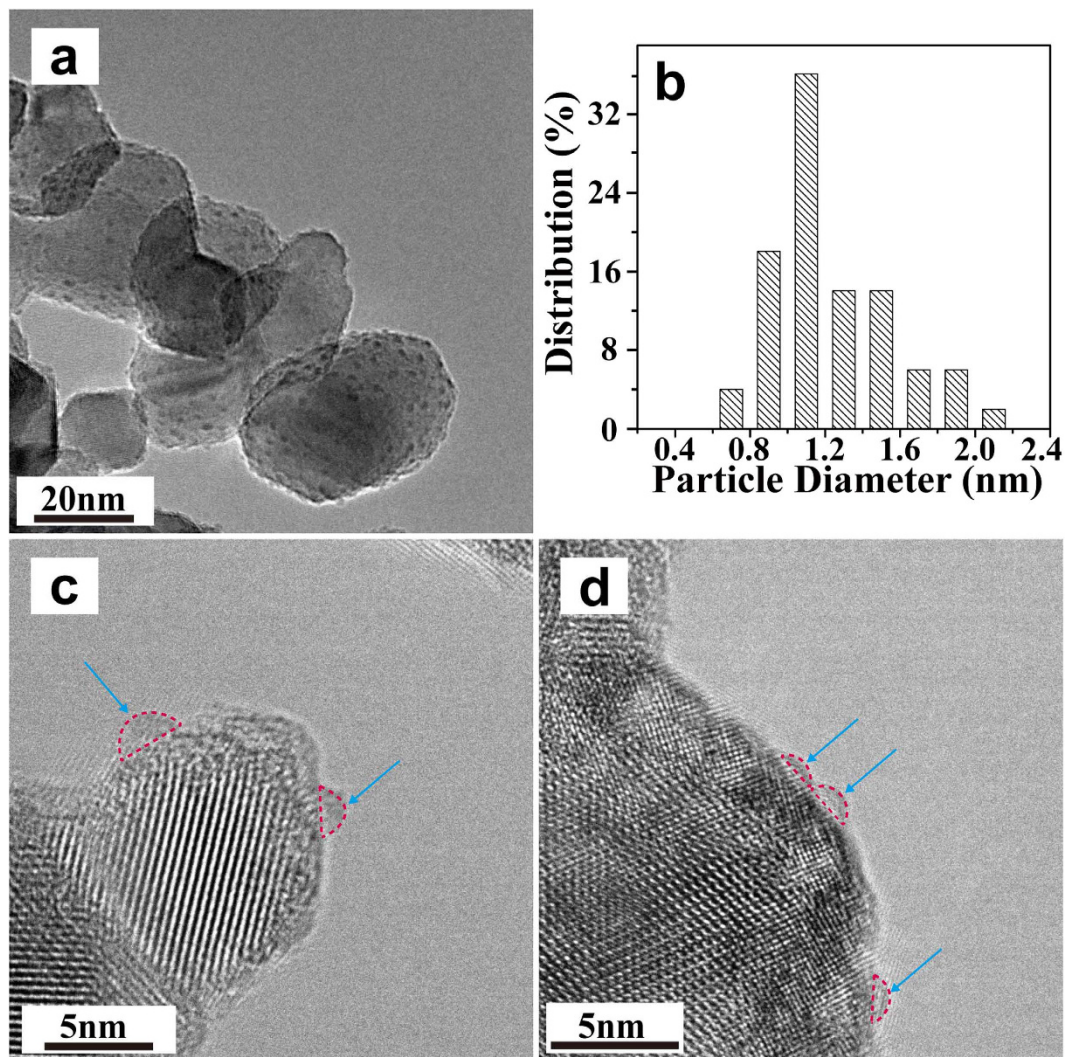 a
20nm
b
Distribution (%)
32
24
16
8
0
0.4 0.8 1.2 1.6 2.0 2.4
Particle Diameter (nm)
c
5nm
d
5nm